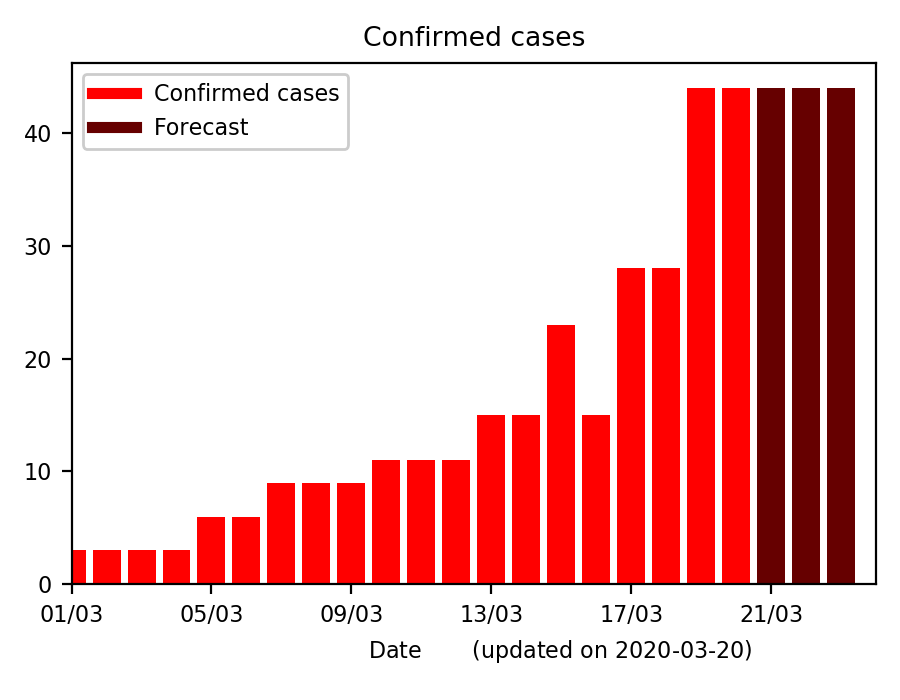 Confirmed cases
Confirmed cases
Forecast
40
30
20
10
0
01/03 05/03 09/03 13/03 17/03 21/03
Date (updated on 2020-03-20)